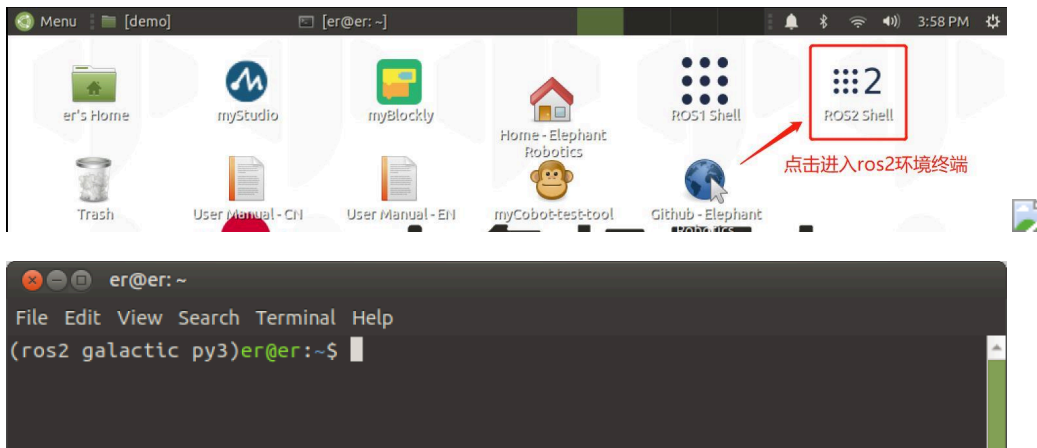 Menu [demo] [er@er: ~] 3:58 PM
er's Home
myStudio
myBlockly
Home - Elephant
Robotics
ROS1 Shell
2
ROS2 Shell
点击进入ros2环境终端
Trash
User Manual - CN
User Manual - EN
myCobot-test-tool
Github - Elephant
Robotics
er@er: ~
File Edit View Search Terminal Help
(ros2 galactic py3)er@er:~$